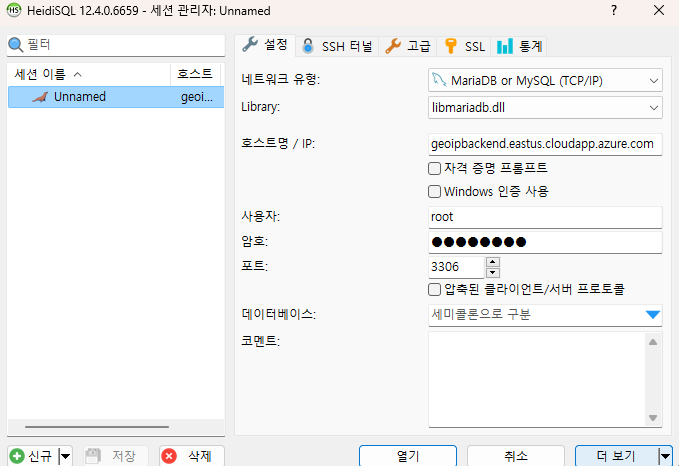 HeidiSQL 12.4.0.6659 - 세션 관리자: Unnamed
필터
세션 이름 호스트
Unnamed geoi...
설정 SSH 터널 고급 SSL 통계
네트워크 유형: MariaDB or MySQL (TCP/IP)
Library: libmariadb.dll
호스트명 / IP: geoipbackend.eastus.cloudapp.azure.com
자격 증명 프롬프트
Windows 인증 사용
사용자: root
암호: ●●●●●●●●
포트: 3306
압축된 클라이언트/서버 프로토콜
데이터베이스: 세미콜론으로 구분
코멘트:
신규 저장 삭제 열기 취소 더 보기